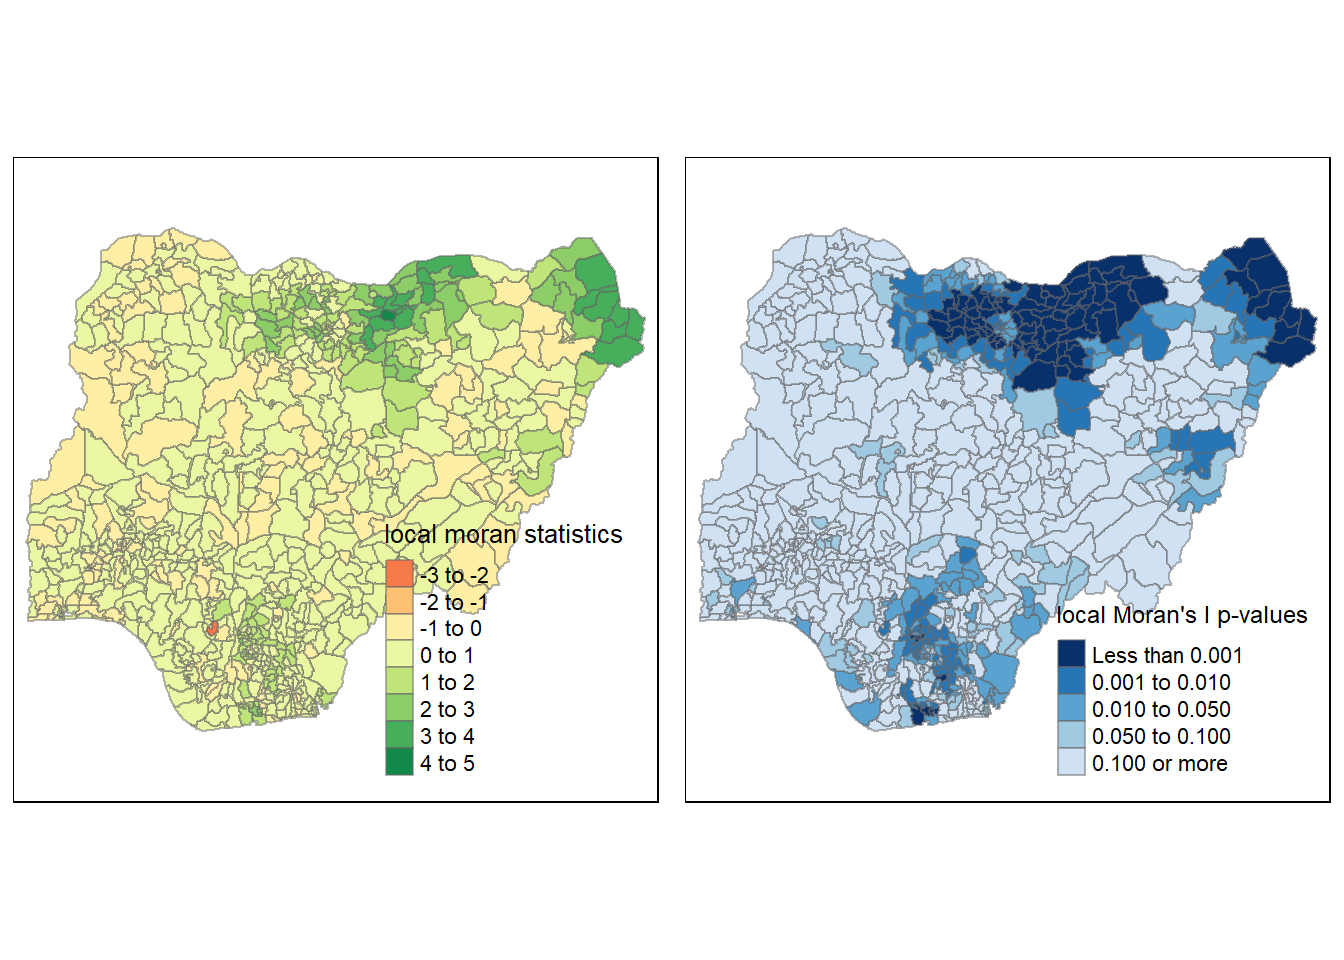 local moran statistics
-3 to -2
-2 to -1
-1 to 0
0 to 1
1 to 2
2 to 3
3 to 4
4 to 5
local Moran's I p-values
Less than 0.001
0.001 to 0.010
0.010 to 0.050
0.050 to 0.100
0.100 or more